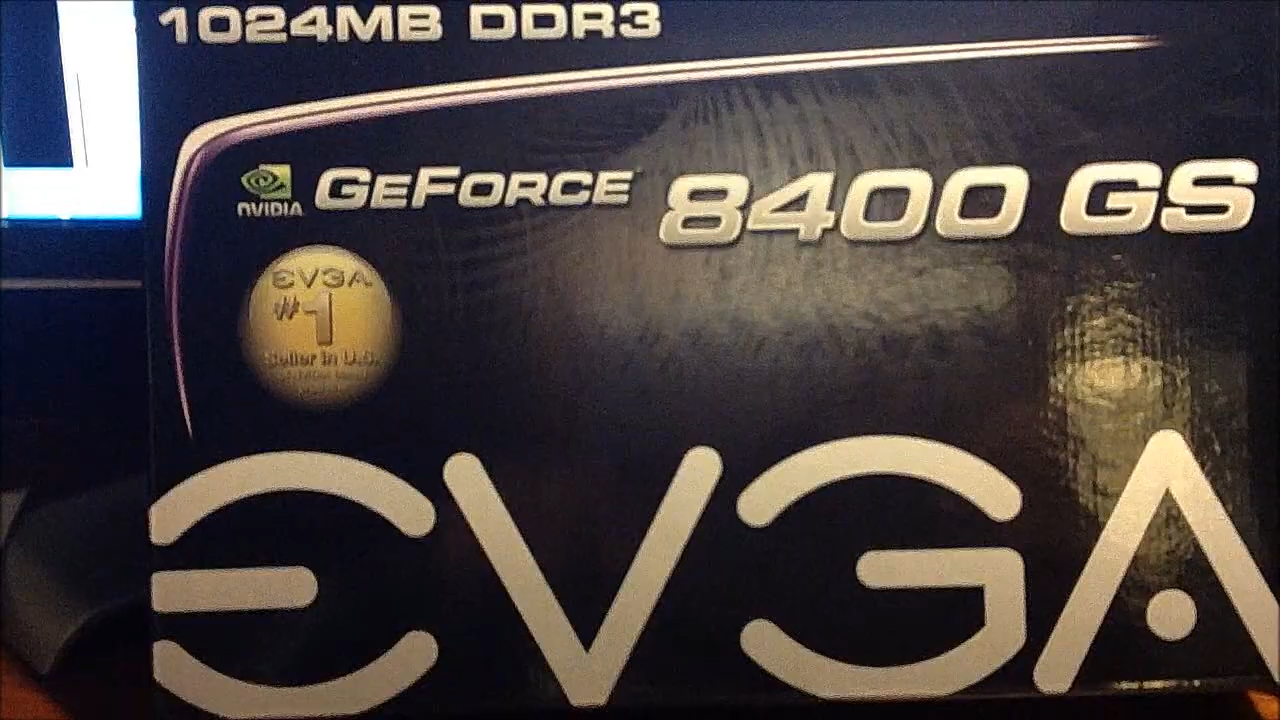 1024MB DDR3
NVIDIA GEFORCE 8400 GS
EVGA
#1
Seller in U.S.
EVGA